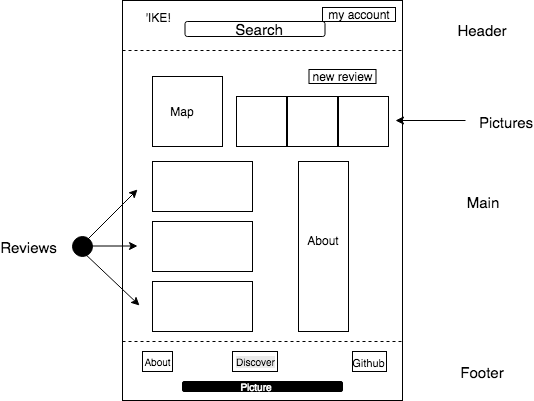 'IKE!
my account
Search
Header
new review
Map
Pictures
Main
About
Reviews
About
Discover
Github
Footer
Picture